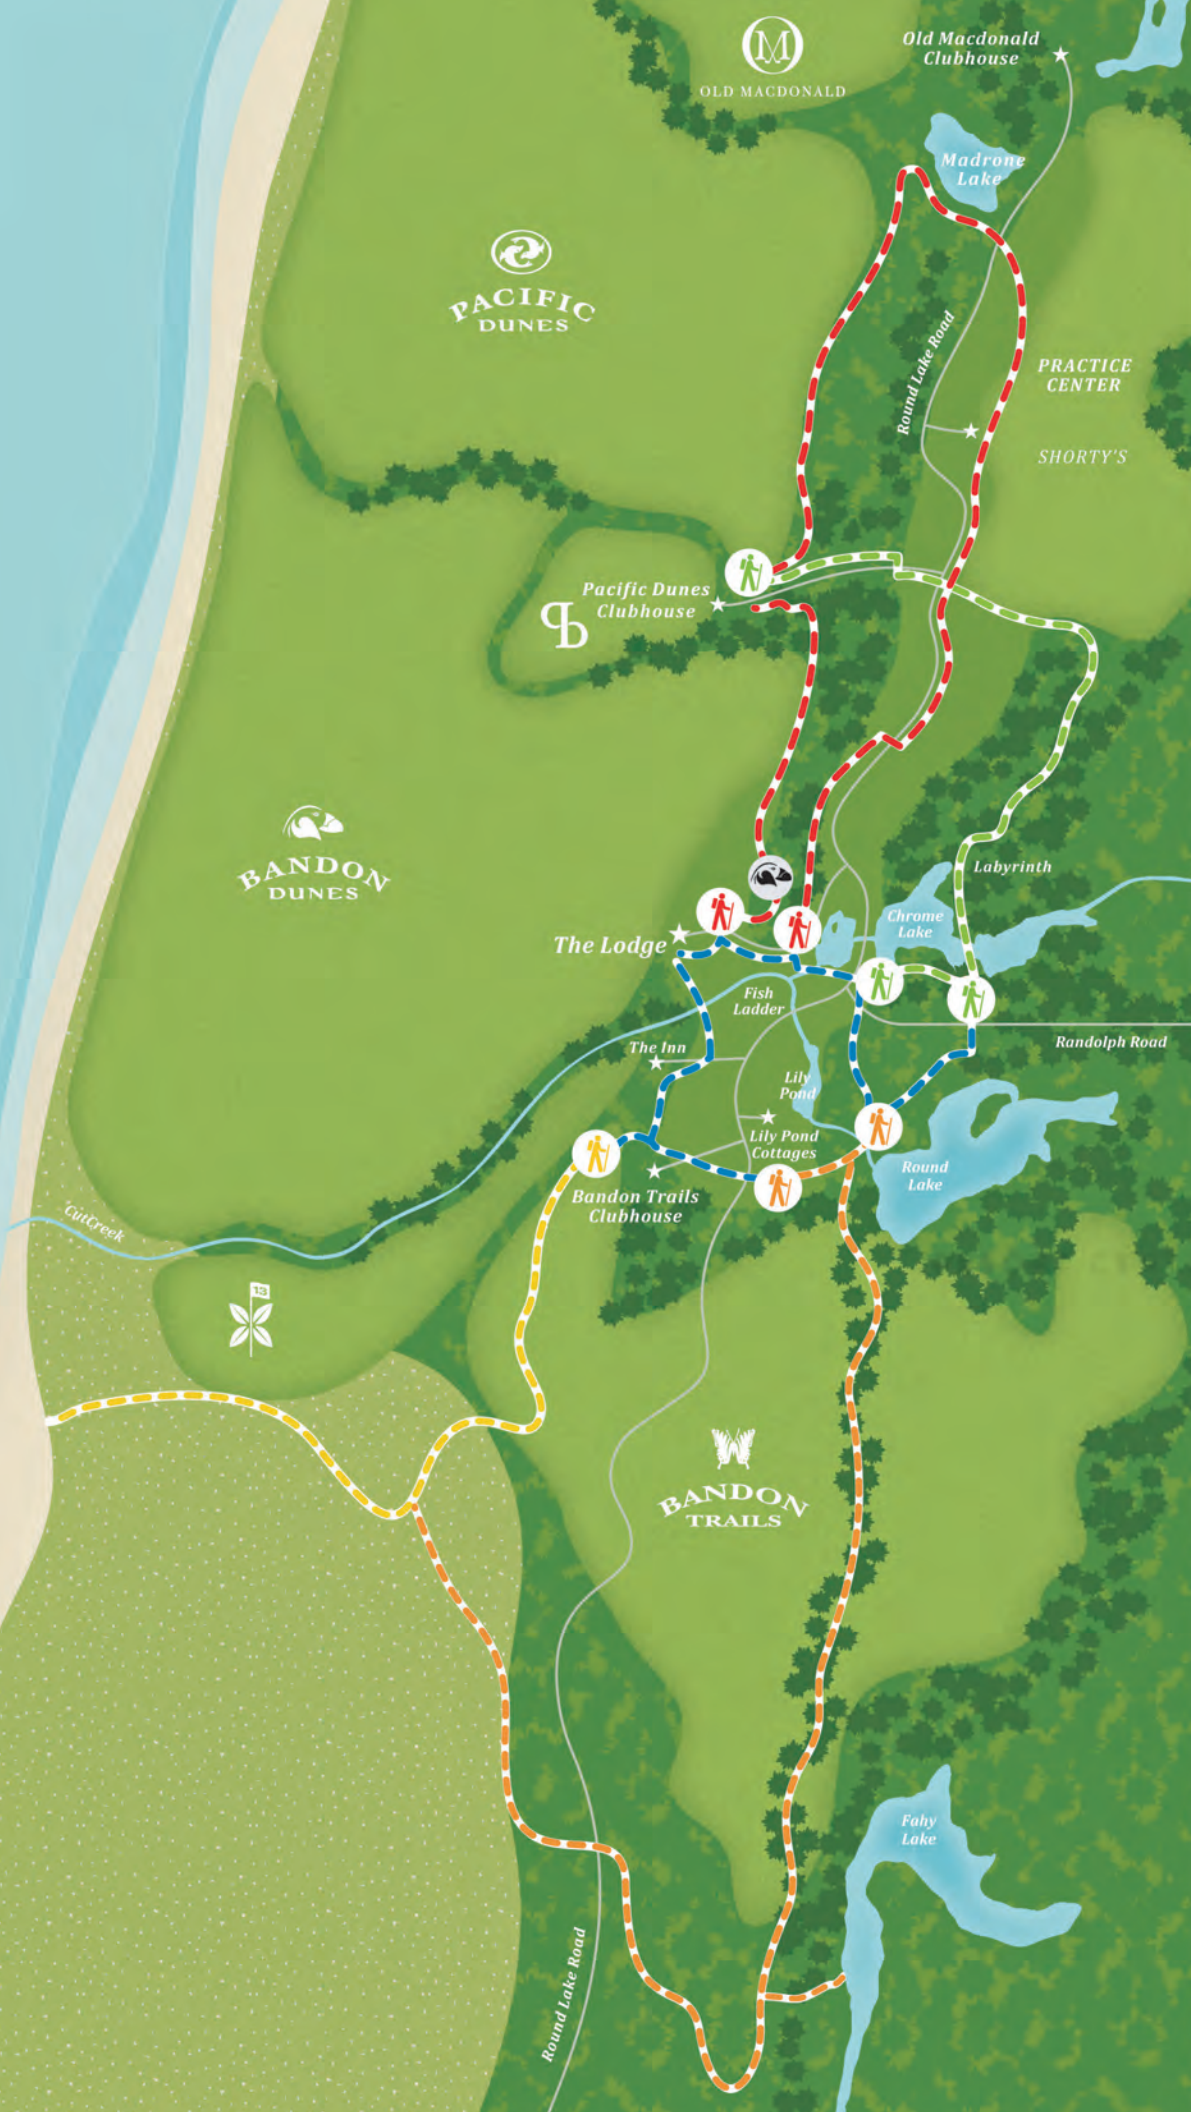 OLD MACDONALD
Old Macdonald
Clubhouse
Madrone
Lake
PACIFIC
DUNES
Round Lake Road
PRACTICE
CENTER
SHORTY'S
Pacific Dunes
Clubhouse
BANDON
DUNES
Labyrinth
Chrome
Lake
The Lodge
Fish
Ladder
The Inn
Randolph Road
Lily
Pond
Lily Pond
Cottages
Round
Lake
Bandon Trails
Clubhouse
CutCreek
13
BANDON
TRAILS
Fahy
Lake
Round Lake Road